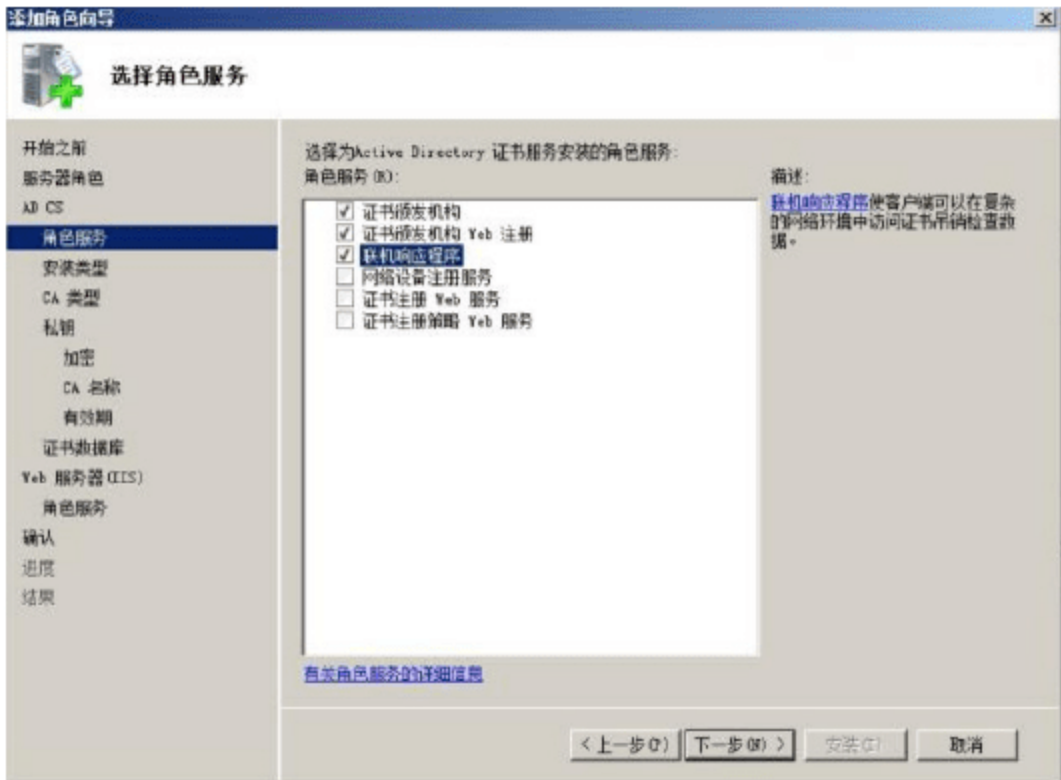 添加角色向导
选择角色服务
开始之前
服务器角色
AD CS
角色服务
安装类型
CA 类型
私钥
加密
CA 名称
有效期
证书数据库
Web 服务器(IIS)
角色服务
确认
进度
结果
选择为Active Directory 证书服务安装的角色服务:
角色服务(R):
证书颁发机构
证书颁发机构 Web 注册
联机响应程序
网络设备注册服务
证书注册 Web 服务
证书注册策略 Web 服务
有关角色服务的详细信息
描述:
联机响应程序使客户端可以在复杂
的网络环境中访问证书吊销检查数
据。
<上一步(P)
下一步(N) >
安装(I)
取消